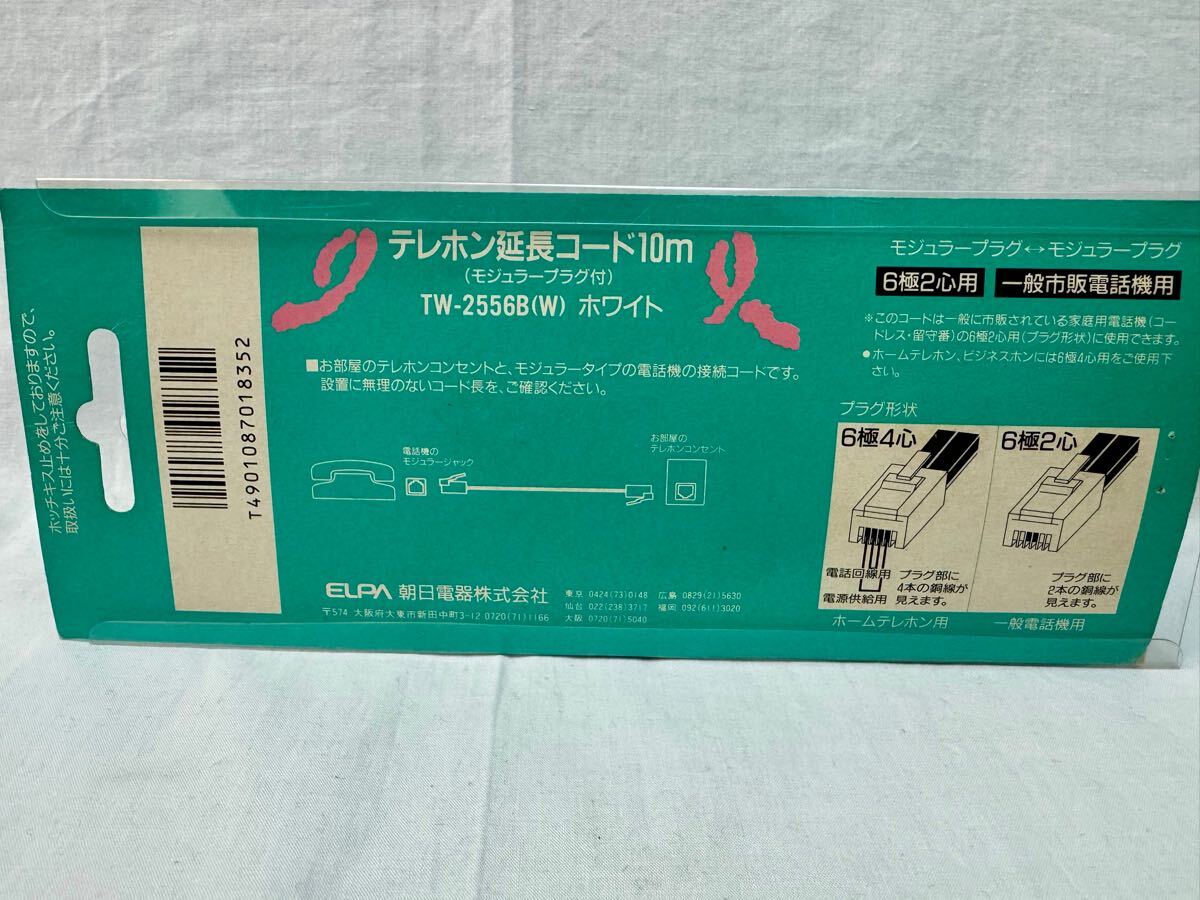 ホッチキス止めをしておりますので、
取扱いには十分ご注意ください。
T4901087018352
テレホン延長コード10m
(モジュラープラグ付)
TW-2556B(W) ホワイト
■お部屋のテレホンコンセントと、モジュラータイプの電話機の接続コードです。
設置に無理のないコード長を、ご確認ください。
電話機の
モジュラージャック
お部屋の
テレホンコンセント
ELPA 朝日電器株式会社
〒574 大阪府大東市新田中町3-12 0720(71)1166
東京 0424(73)0148 広島 0829(21)5630
仙台 022(238)3717 福岡 092(611)3020
大阪 0720(71)5040
モジュラープラグ↔モジュラープラグ
6極2心用 一般市販電話機用
※このコードは一般に市販されている家庭用電話機(コー
ドレス・留守番)の6極2心用(プラグ形状)に使用できます。
●ホームテレホン、ビジネスホンには6極4心用をご使用下
さい。
プラグ形状
6極4心
電話回線用
電源供給用
プラグ部に
4本の銅線が
見えます。
ホームテレホン用
6極2心
プラグ部に
2本の銅線が
見えます。
一般電話機用